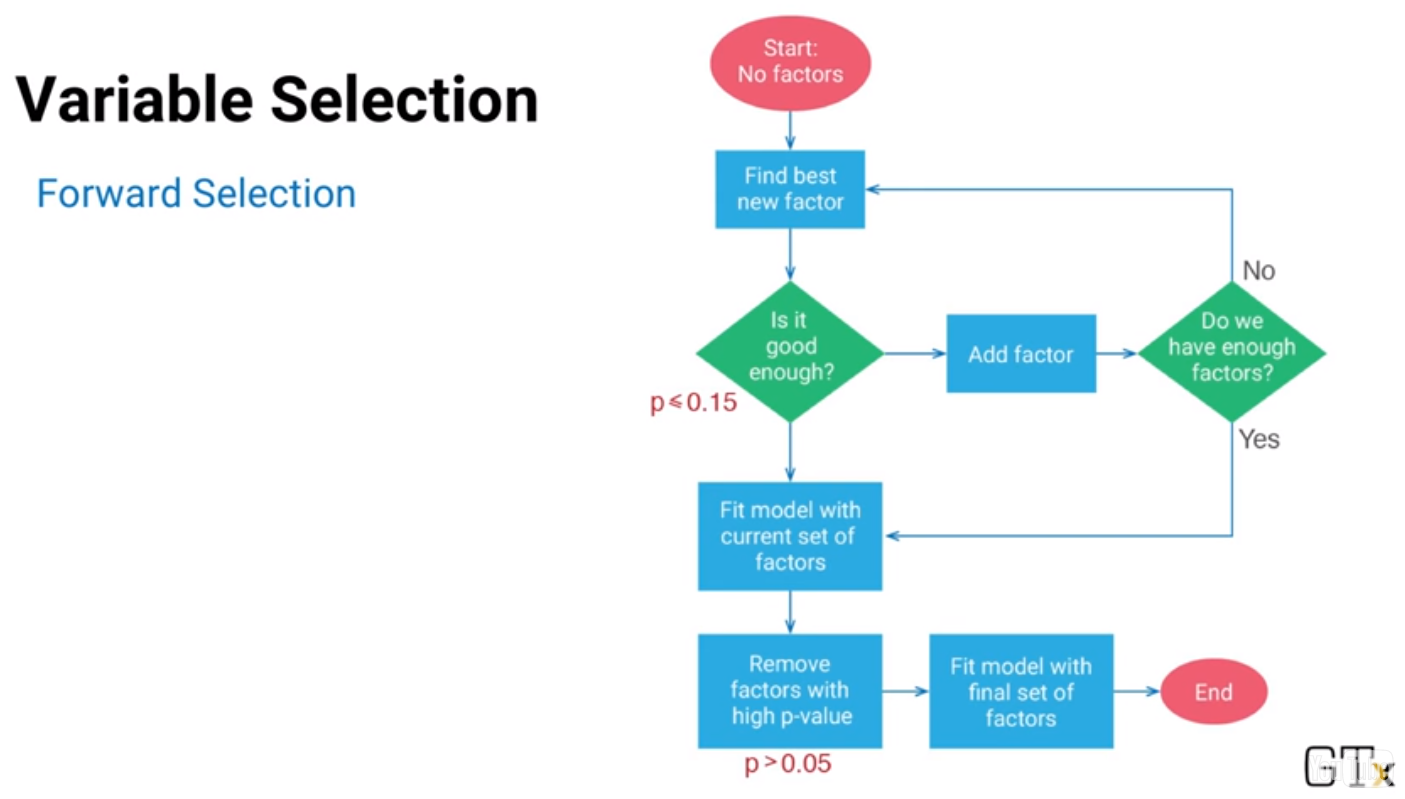 Variable Selection
Forward Selection
Start:
No factors
Find best
new factor
No
Is it
good
enough?
p≤0.15
Add factor
Do we
have enough
factors?
Yes
Fit model with
current set of
factors
Remove
factors with
high p-value
p>0.05
Fit model with
final set of
factors
End
GTx